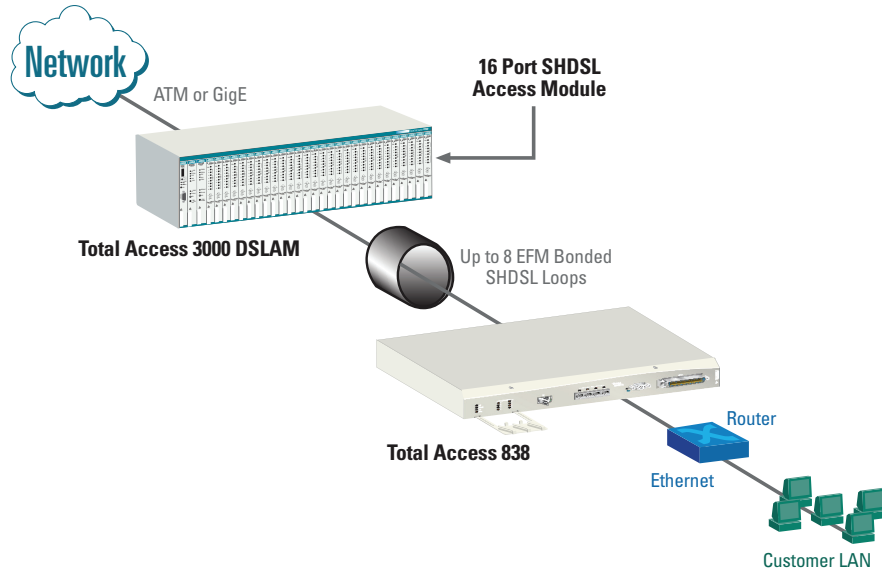 Network
ATM or GigE
16 Port SHDSL
Access Module
Total Access 3000 DSLAM
Up to 8 EFM Bonded
SHDSL Loops
Total Access 838
Router
Ethernet
Customer LAN